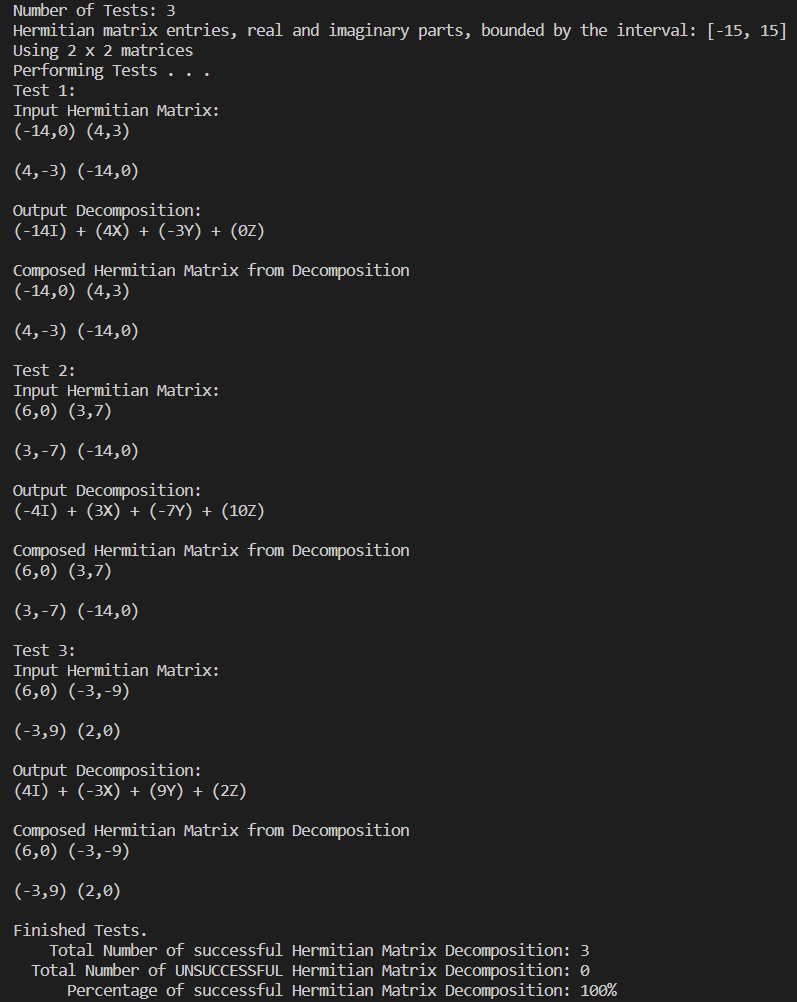 Number of Tests: 3
Hermitian matrix entries, real and imaginary parts, bounded by the interval: [-15, 15]
Using 2 x 2 matrices
Performing Tests . . .
Test 1:
Input Hermitian Matrix:
(-14,0) (4,3)
(4,-3) (-14,0)
Output Decomposition:
(-14I) + (4X) + (-3Y) + (0Z)
Composed Hermitian Matrix from Decomposition
(-14,0) (4,3)
(4,-3) (-14,0)
Test 2:
Input Hermitian Matrix:
(6,0) (3,7)
(3,-7) (-14,0)
Output Decomposition:
(-4I) + (3X) + (-7Y) + (10Z)
Composed Hermitian Matrix from Decomposition
(6,0) (3,7)
(3,-7) (-14,0)
Test 3:
Input Hermitian Matrix:
(6,0) (-3,-9)
(-3,9) (2,0)
Output Decomposition:
(4I) + (-3X) + (9Y) + (2Z)
Composed Hermitian Matrix from Decomposition
(6,0) (-3,-9)
(-3,9) (2,0)
Finished Tests.
Total Number of successful Hermitian Matrix Decomposition: 3
Total Number of UNSUCCESSFUL Hermitian Matrix Decomposition: 0
Percentage of successful Hermitian Matrix Decomposition: 100%